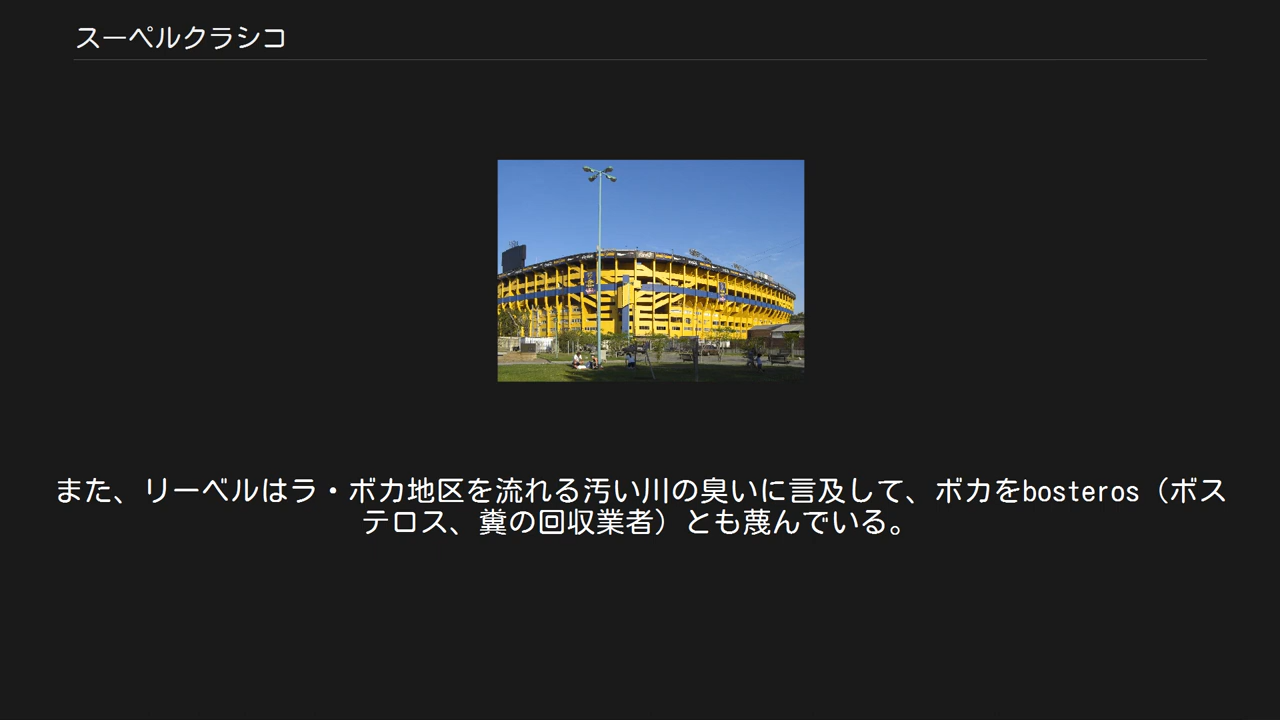 スーペルクラシコ
また、リーベルはラ・ボカ地区を流れる汚い川の臭いに言及して、ボカをbosteros（ボス
テロス、糞の回収業者）とも蔑んでいる。